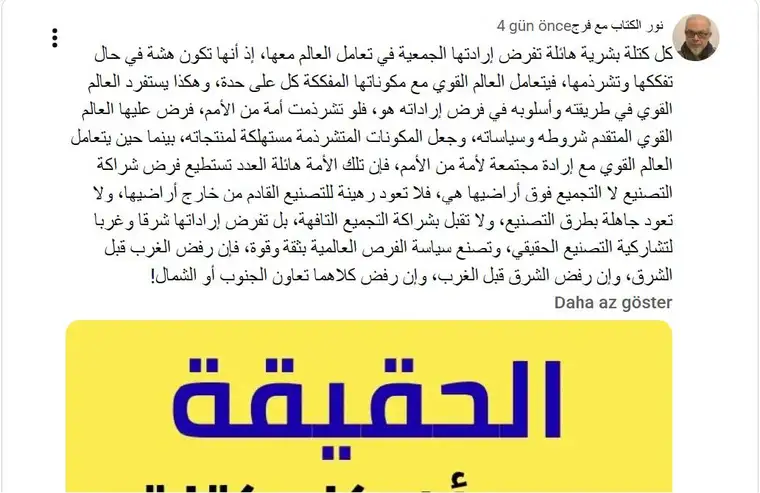 نور الكتاب مع فرج 4 gün önce
كل كتلة بشرية هائلة تفرض إرادتها الجمعية في تعامل العالم معها، إذ أنها تكون هشة في حال
تفككها وتشرذمها، فيتعامل العالم القوي مع مكوناتها المفككة كل على حدة، وهكذا يستفرد العالم
القوي في طريقته وأسلوبه في فرض إراداته هو، فلو تشرذمت أمة من الأمم، فرض عليها العالم
القوي المتقدم شروطه وسياساته، وجعل المكونات المتشرذمة مستهلكة لمنتجاته، بينما حين يتعامل
العالم القوي مع إرادة مجتمعة لأمة من الأمم، فإن تلك الأمة هائلة العدد تستطيع فرض شراكة
التصنيع لا التجميع فوق أراضيها هي، فلا تعود رهينة للتصنيع القادم من خارج أراضيها، ولا
تعود جاهلة بطرق التصنيع، ولا تقبل بشراكة التجميع التافهة، بل تفرض إراداتها شرقا وغربا
لتشاركية التصنيع الحقيقي، وتصنع سياسة الفرص العالمية بثقة وقوة، فإن رفض الغرب قبل
الشرق، وإن رفض الشرق قبل الغرب، وإن رفض كلاهما تعاون الجنوب أو الشمال!
Daha az göster
الحقيقة